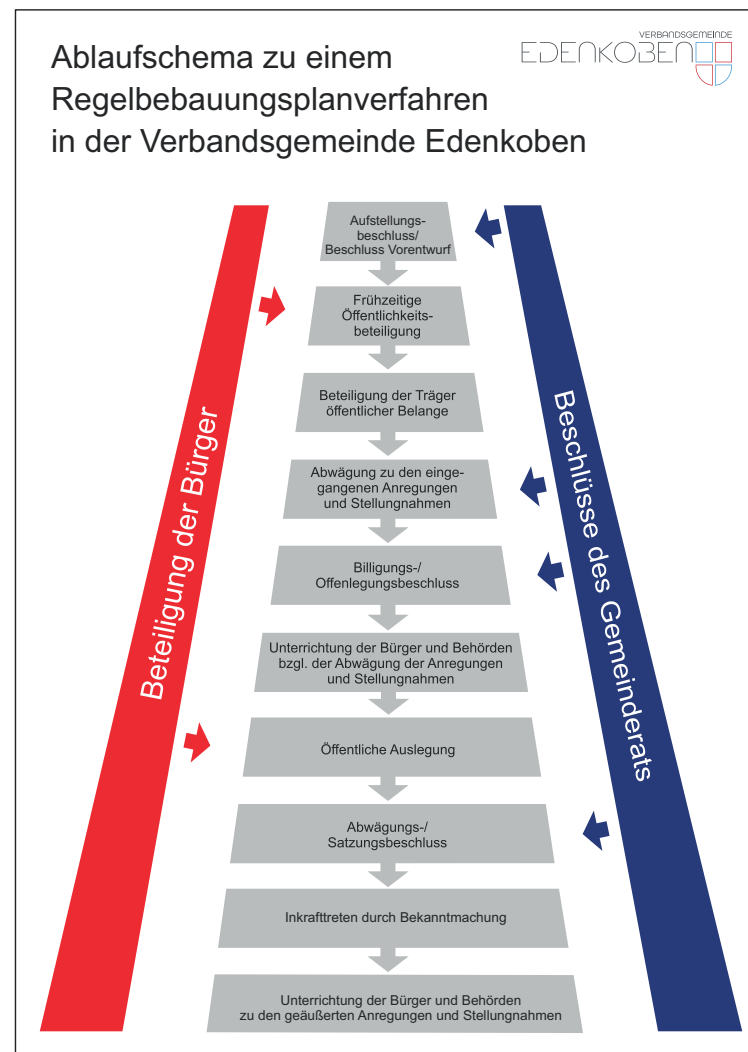 Ablaufschema zu einem
Regelbebauungsplanverfahren
in der Verbandsgemeinde Edenkoben
VERBANDSGEMEINDE
EDENKOBEN
Aufstellungs-
beschluss/
Beschluss Vorentwurf
Frühzeitige
Öffentlichkeits-
beteiligung
Beteiligung der Träger
öffentlicher Belange
Abwägung zu den einge-
gangenen Anregungen
und Stellungnahmen
Billigungs-/
Offenlegungsbeschluss
Unterrichtung der Bürger und Behörden
bzgl. der Abwägung der Anregungen
und Stellungnahmen
Öffentliche Auslegung
Abwägungs-/
Satzungsbeschluss
Inkrafttreten durch Bekanntmachung
Unterrichtung der Bürger und Behörden
zu den geäußerten Anregungen und Stellungnahmen
Beteiligung der Bürger
Beschlüsse des Gemeinderats